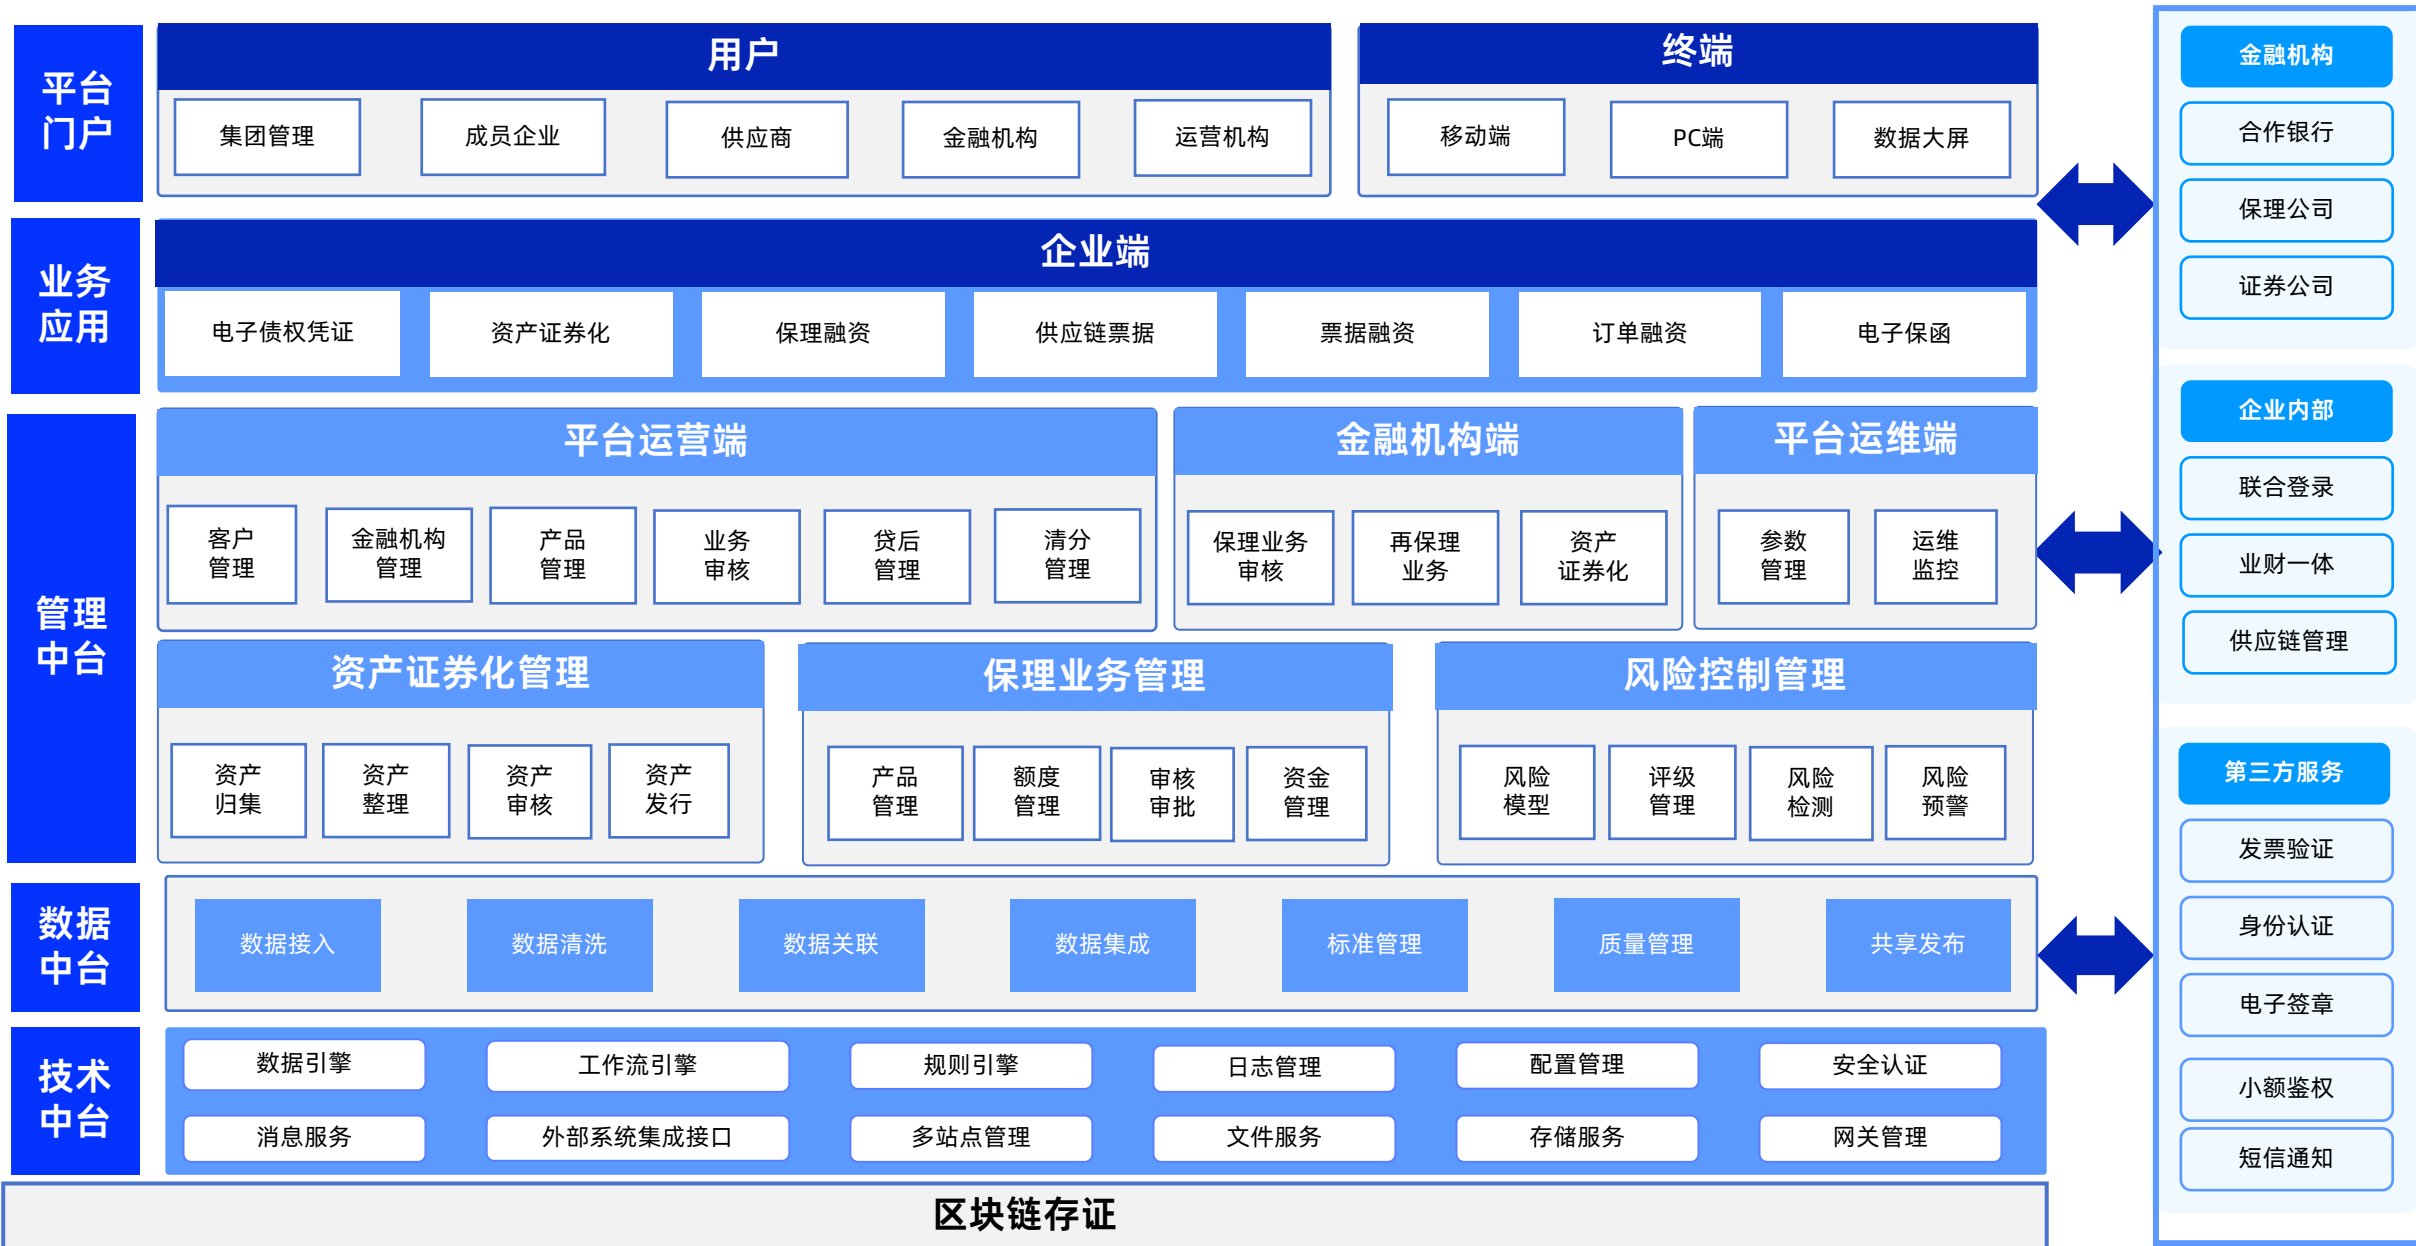 平台
门户
用户
集团管理
成员企业
供应商
金融机构
运营机构
终端
移动端
PC端
数据大屏
业务
应用
企业端
电子债权凭证
资产证券化
保理融资
供应链票据
票据融资
订单融资
电子保函
管理
中台
平台运营端
客户
管理
金融机构
管理
产品
管理
业务
审核
贷后
管理
清分
管理
金融机构端
保理业务
审核
再保理
业务
资产
证券化
平台运维端
参数
管理
运维
监控
资产证券化管理
资产
归集
资产
整理
资产
审核
资产
发行
保理业务管理
产品
管理
额度
管理
审核
审批
资金
管理
风险控制管理
风险
模型
评级
管理
风险
检测
风险
预警
数据
中台
数据接入
数据清洗
数据关联
数据集成
标准管理
质量管理
共享发布
技术
中台
数据引擎
工作流引擎
规则引擎
日志管理
配置管理
安全认证
消息服务
外部系统集成接口
多站点管理
文件服务
存储服务
网关管理
区块链存证
金融机构
合作银行
保理公司
证券公司
企业内部
联合登录
业财一体
供应链管理
第三方服务
发票验证
身份认证
电子签章
小额鉴权
短信通知